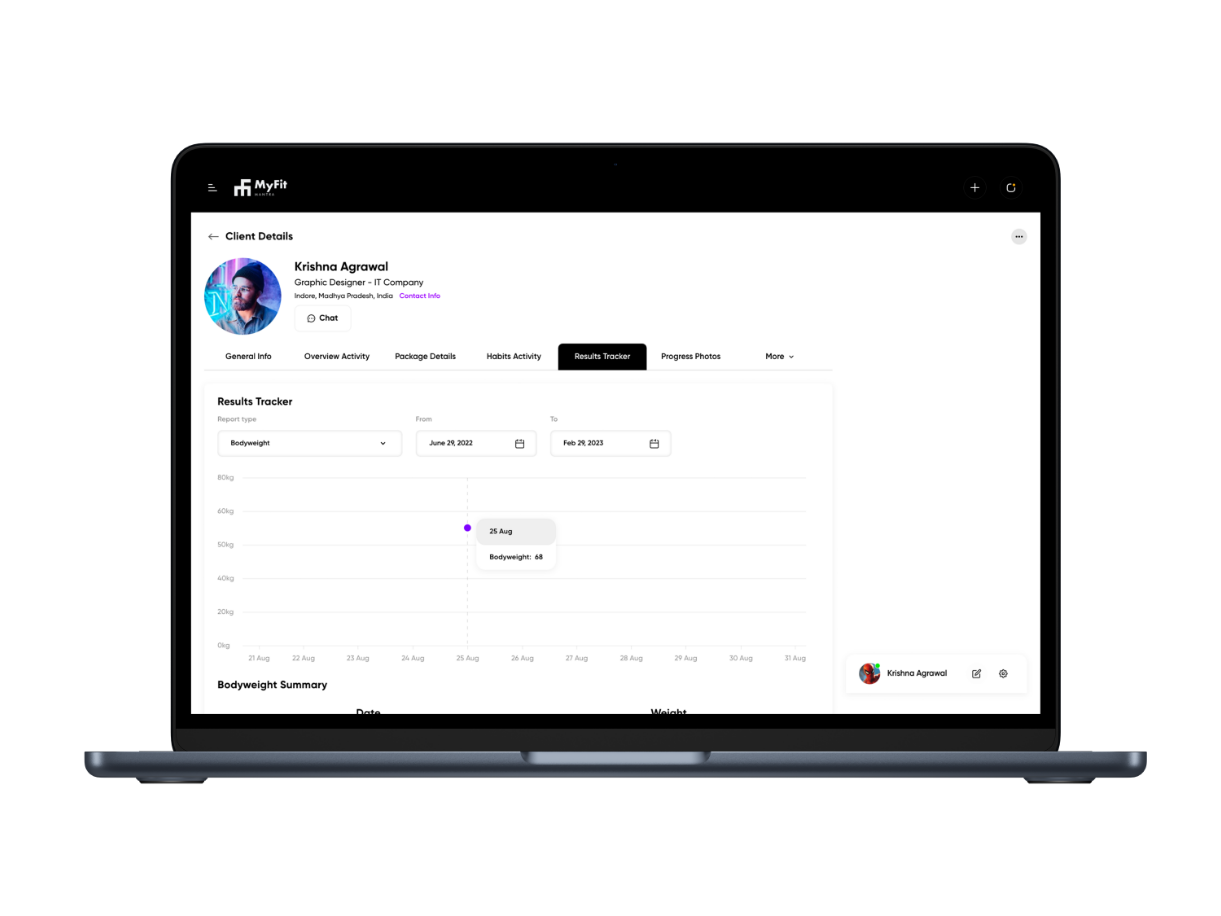 MyFit
MANTRA
Client Details
Krishna Agrawal
Graphic Designer - IT Company
Indore, Madhya Pradesh, India Contact Info
Chat
General Info Overview Activity Package Details Habits Activity Results Tracker Progress Photos More
Results Tracker
Report type From To
Bodyweight June 29, 2022 Feb 29, 2023
80kg
60kg
25 Aug
50kg
Bodyweight: 68
40kg
20kg
0kg
21 Aug 22 Aug 23 Aug 24 Aug 25 Aug 26 Aug 27 Aug 28 Aug 29 Aug 30 Aug 31 Aug
Krishna Agrawal
Bodyweight Summary
Date Weight